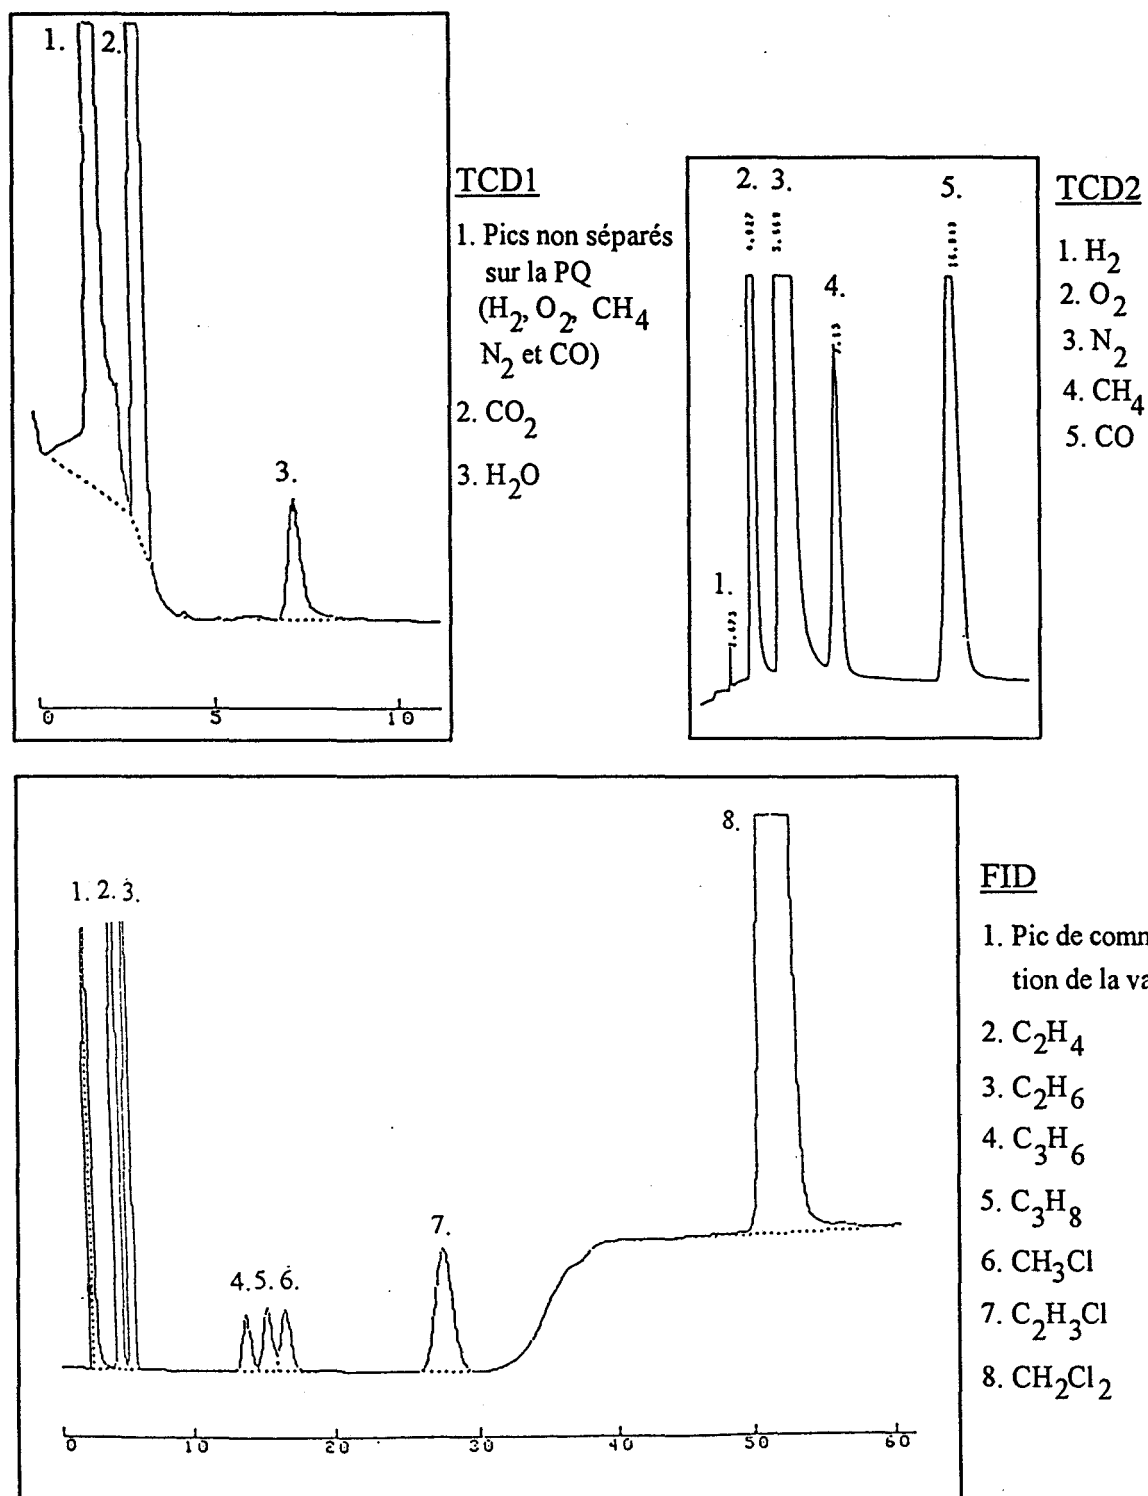 1. 2.
3.
0 5 10
TCD1
1. Pics non séparés
sur la PQ
(H2, O2, CH4
N2 et CO)
2. CO2
3. H2O
2. 3. 5.
4.
1.
7.13
TCD2
1. H2
2. O2
3. N2
4. CH4
5. CO
8.
1. 2. 3.
7.
4. 5. 6.
0 10 20 30 40 50 60
FID
1. Pic de comm
tion de la va
2. C2H4
3. C2H6
4. C3H6
5. C3H8
6. CH3Cl
7. C2H3Cl
8. CH2Cl2